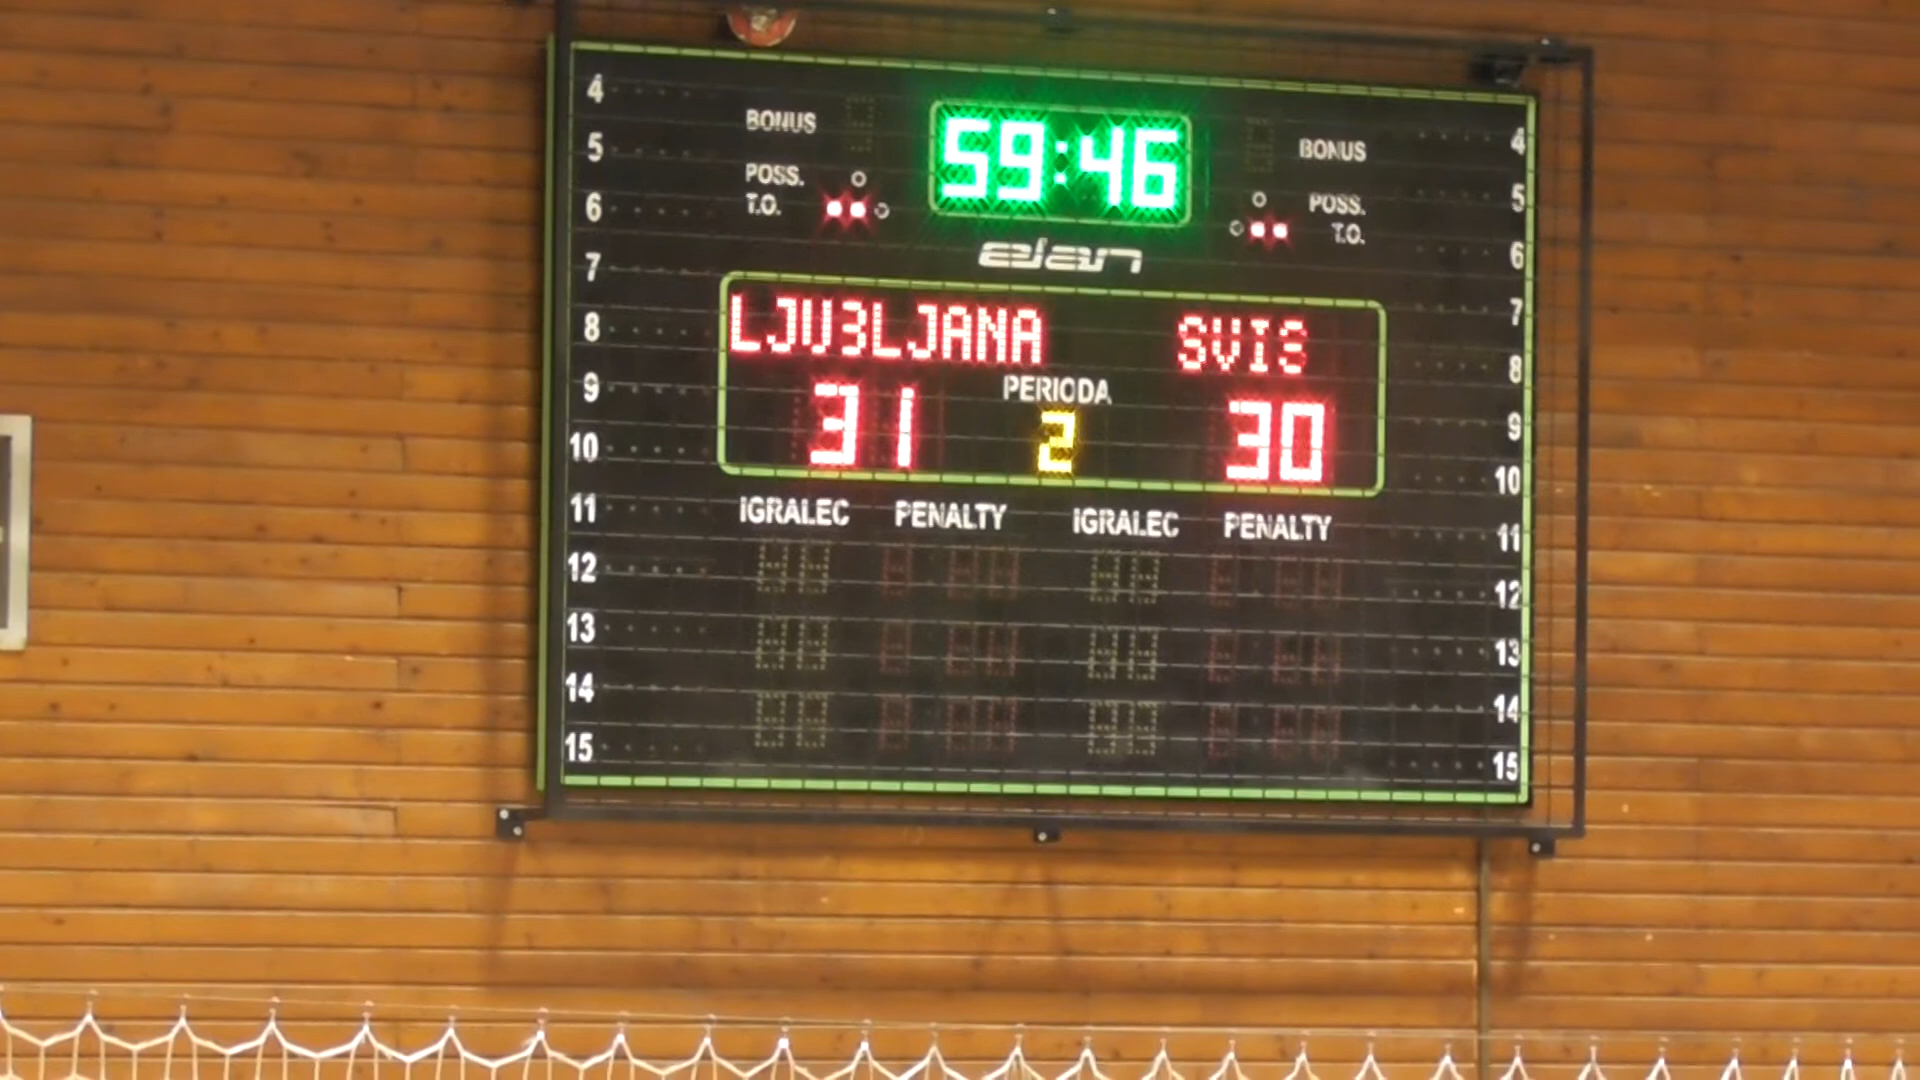 4 BONUS 59:46 BONUS 4
5 POSS. POSS. 5
6 T.O. T.O. 6
elan
7 7
8 LJUBLJANA SVIS 8
9 PERIODA 9
10 31 2 30 10
11 IGRALEC PENALTY IGRALEC PENALTY 11
12 12
13 13
14 14
15 15